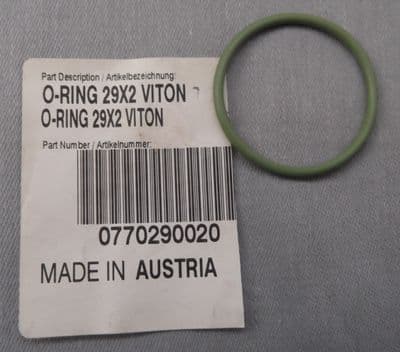 Part Description / Artikelbezeichnung:
O-RING 29X2 VITON
O-RING 29X2 VITON
Part Number / Artikelnummer:
0770290020
MADE IN AUSTRIA